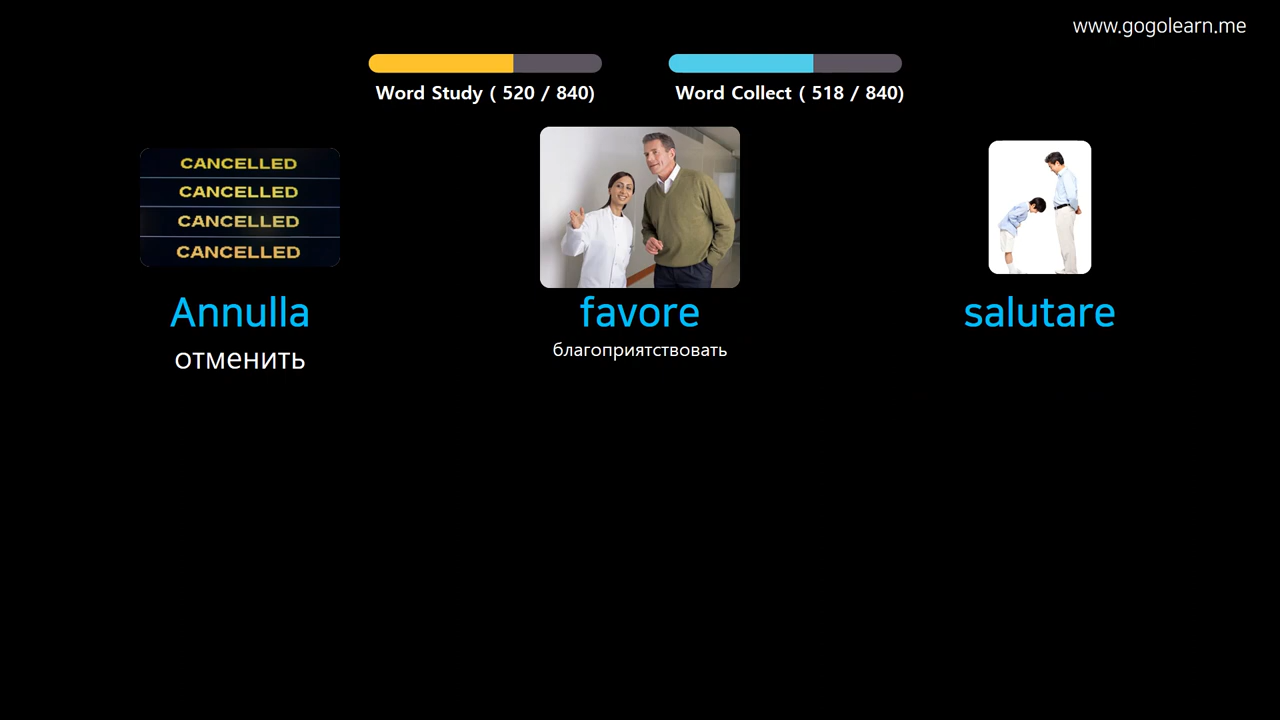 www.gogolearn.me
Word Study ( 520 / 840)
Word Collect ( 518 / 840)
CANCELLED
CANCELLED
CANCELLED
CANCELLED
Annulla
отменить
favore
благоприятствовать
salutare